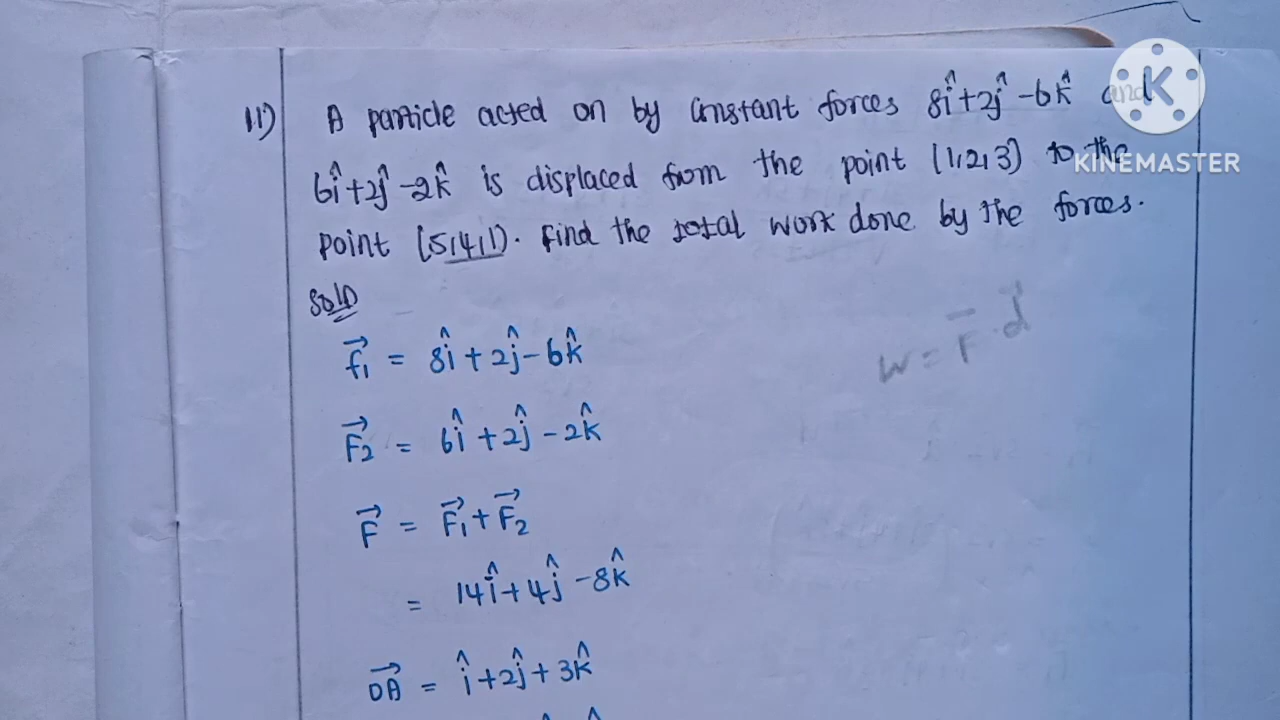 11) A particle acted on by constant forces 8î+2ĵ-6k̂ and
6î+2ĵ-2k̂ is displaced from the point (1,2,3) to the
point (5,4,1). Find the total work done by the forces.
Soln
f⃗₁ = 8î+2ĵ-6k̂
W = F⃗.d⃗
F⃗₂ = 6î+2ĵ-2k̂
F⃗ = F⃗₁+F⃗₂
= 14î+4ĵ-8k̂
O⃗A = î+2ĵ+3k̂
K
KINEMASTER